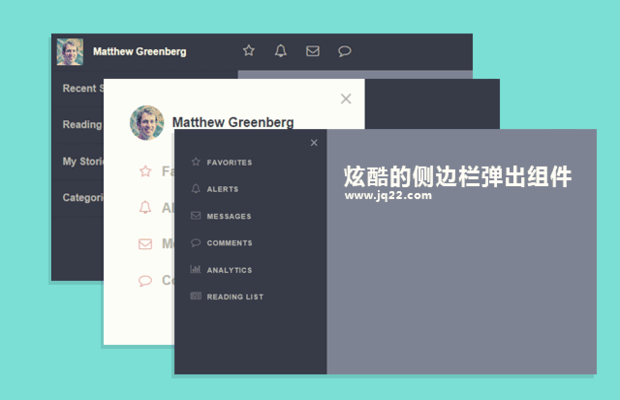 Matthew Greenberg
Recent S
Reading
My Storie
Categorie
Matthew Greenberg
Fa
Al
Me
Co
FAVORITES
ALERTS
MESSAGES
COMMENTS
ANALYTICS
READING LIST
炫酷的侧边栏弹出组件
www.jq22.com